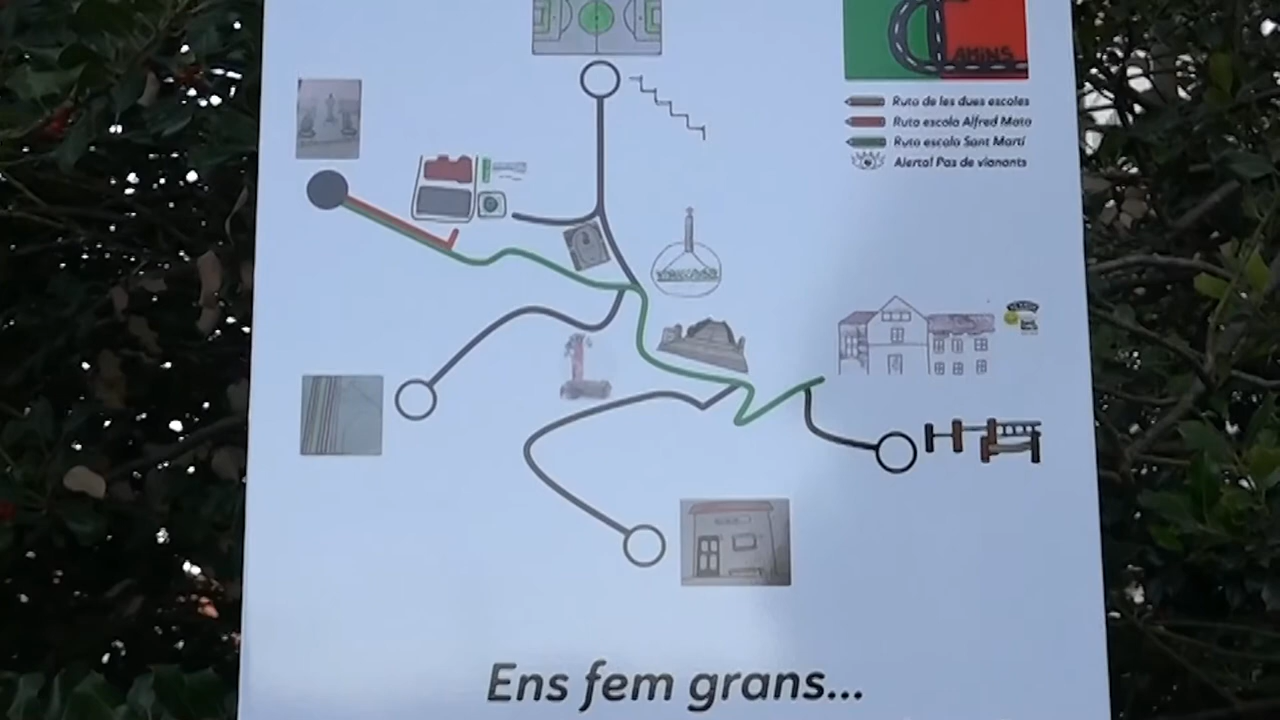 CAMINS
Ruta de les dues escoles
Ruta escola Alfred Mata
Ruta escola Sant Martí
Alerta! Pas de vianants
Ens fem grans...